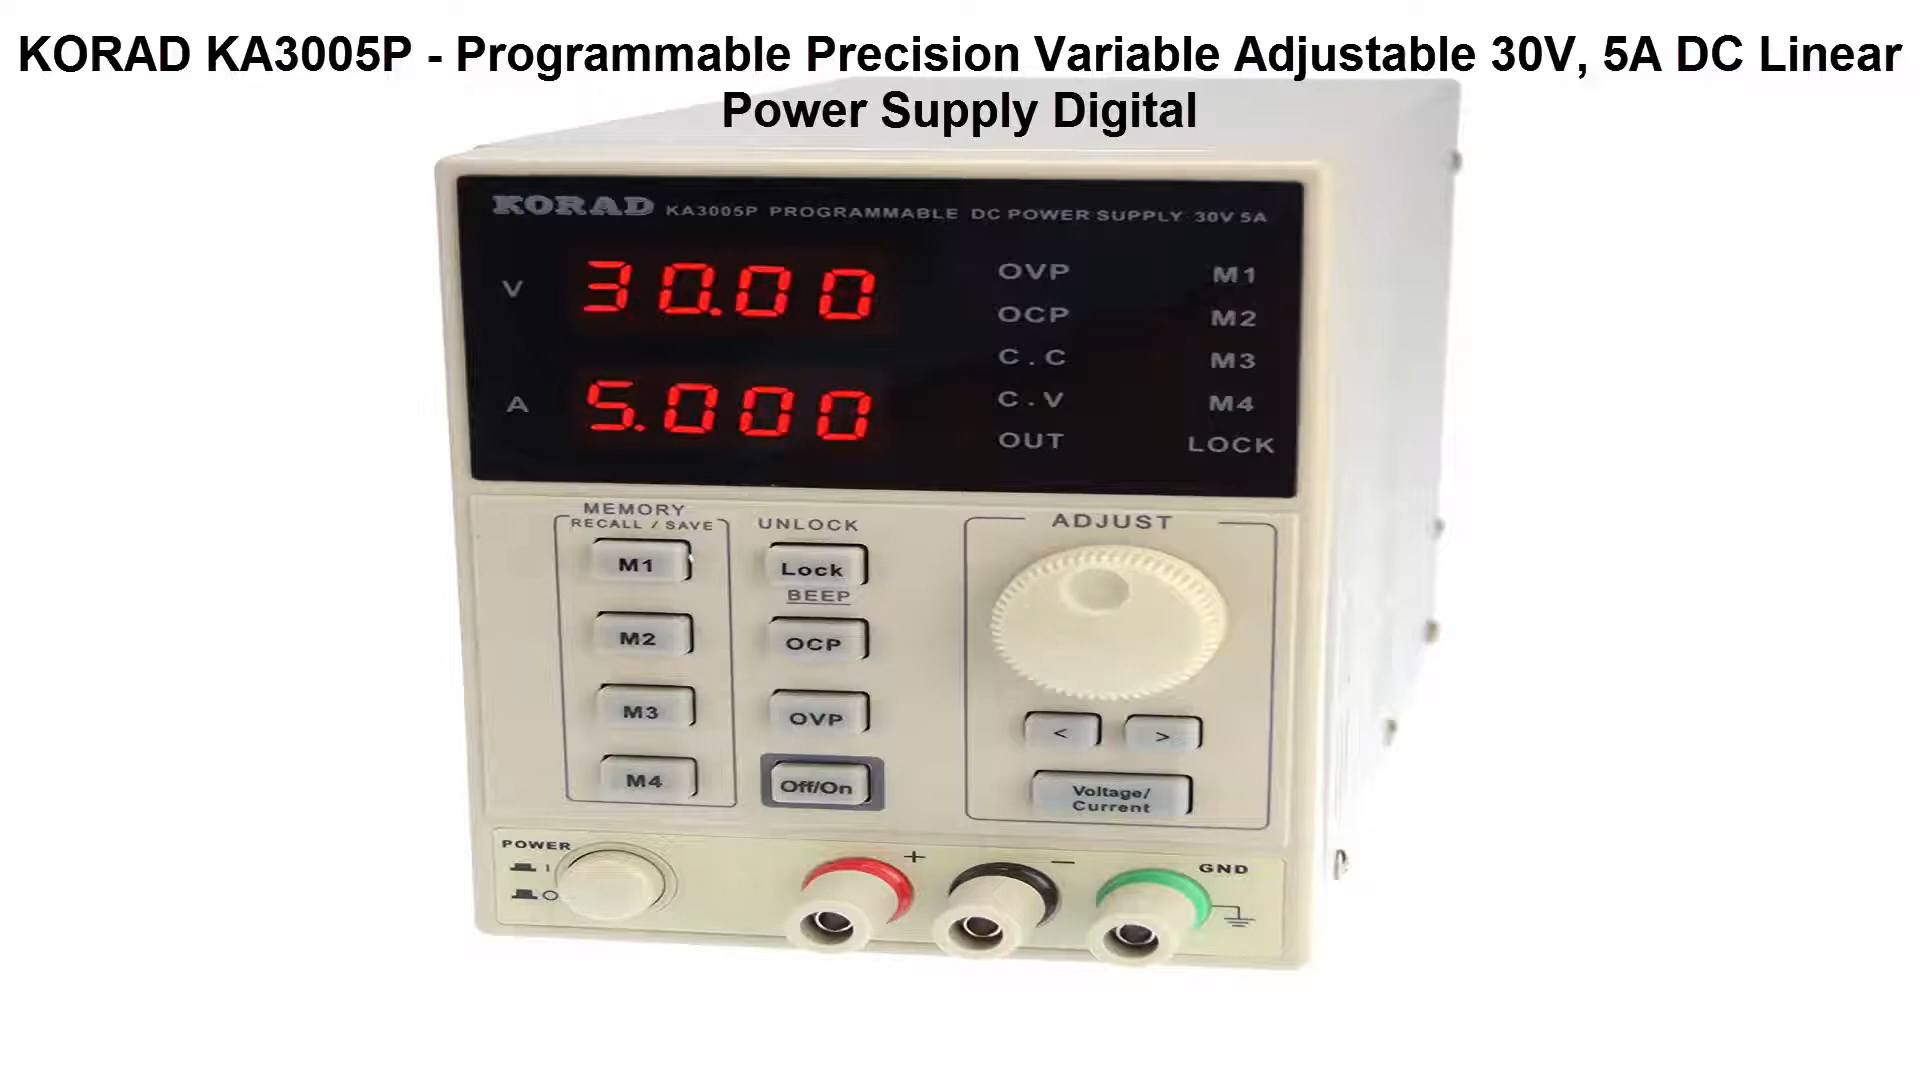 KORAD KA3005P - Programmable Precision Variable Adjustable 30V, 5A DC Linear
Power Supply Digital
KORAD KA3005P PROGRAMMABLE DC POWER SUPPLY 30V 5A
V 30.00
A 5.000
OVP
OCP
C.C
C.V
OUT
M1
M2
M3
M4
LOCK
MEMORY
RECALL / SAVE
M1
M2
M3
M4
UNLOCK
Lock
BEEP
OCP
OVP
Off/On
ADJUST
< >
Voltage/
Current
POWER
I
O
+
−
GND